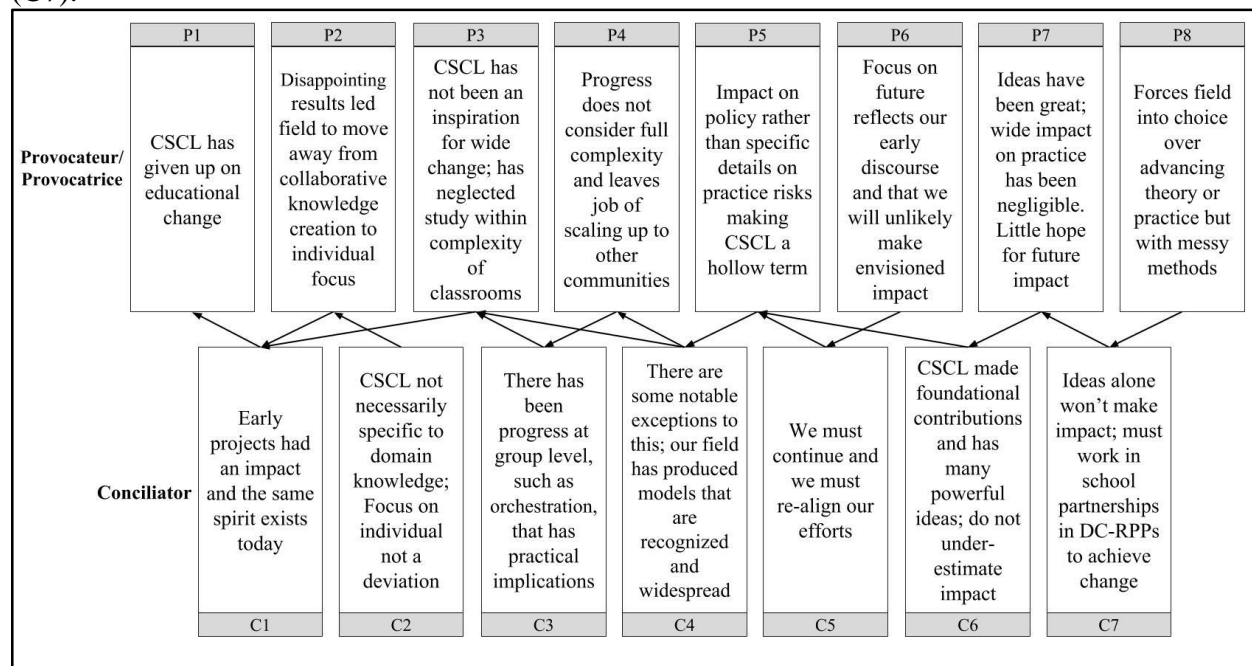 (C7).
P1
P2
P3
P4
P5
P6
P7
P8
Provocateur/
Provocatrice
CSCL has
given up on
educational
change
Disappointing
results led
field to move
away from
collaborative
knowledge
creation to
individual
focus
CSCL has
not been an
inspiration
for wide
change; has
neglected
study within
complexity
of
classrooms
Progress
does not
consider full
complexity
and leaves
job of
scaling up to
other
communities
Impact on
policy rather
than specific
details on
practice risks
making
CSCL a
hollow term
Focus on
future
reflects our
early
discourse
and that we
will unlikely
make
envisioned
impact
Ideas have
been great;
wide impact
on practice
has been
negligible.
Little hope
for future
impact
Forces field
into choice
over
advancing
theory or
practice but
with messy
methods
Conciliator
Early
projects had
an impact
and the same
spirit exists
today
CSCL not
necessarily
specific to
domain
knowledge;
Focus on
individual
not a
deviation
There has
been
progress at
group level,
such as
orchestration,
that has
practical
implications
There are
some notable
exceptions to
this; our field
has produced
models that
are
recognized
and
widespread
We must
continue and
we must
re-align our
efforts
CSCL made
foundational
contributions
and has
many
powerful
ideas; do not
under-
estimate
impact
Ideas alone
won't make
impact; must
work in
school
partnerships
in DC-RPPs
to achieve
change
C1
C2
C3
C4
C5
C6
C7